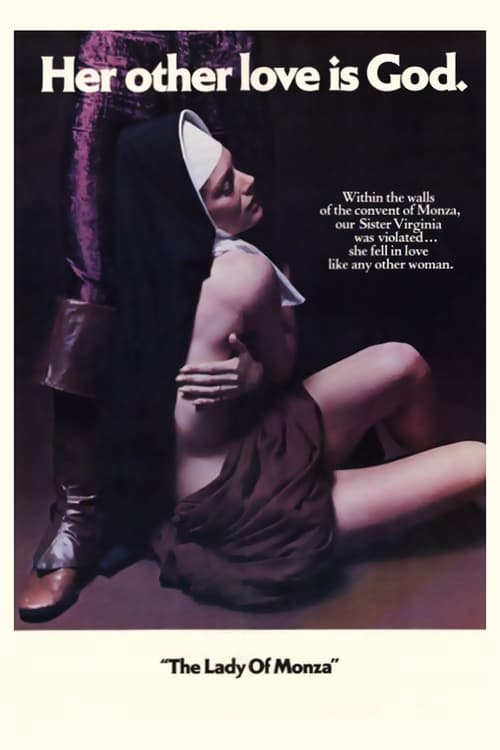 Her other love is God.
Within the walls
of the convent of Monza,
our Sister Virginia
was violated...
she fell in love
like any other woman.
"The Lady Of Monza"